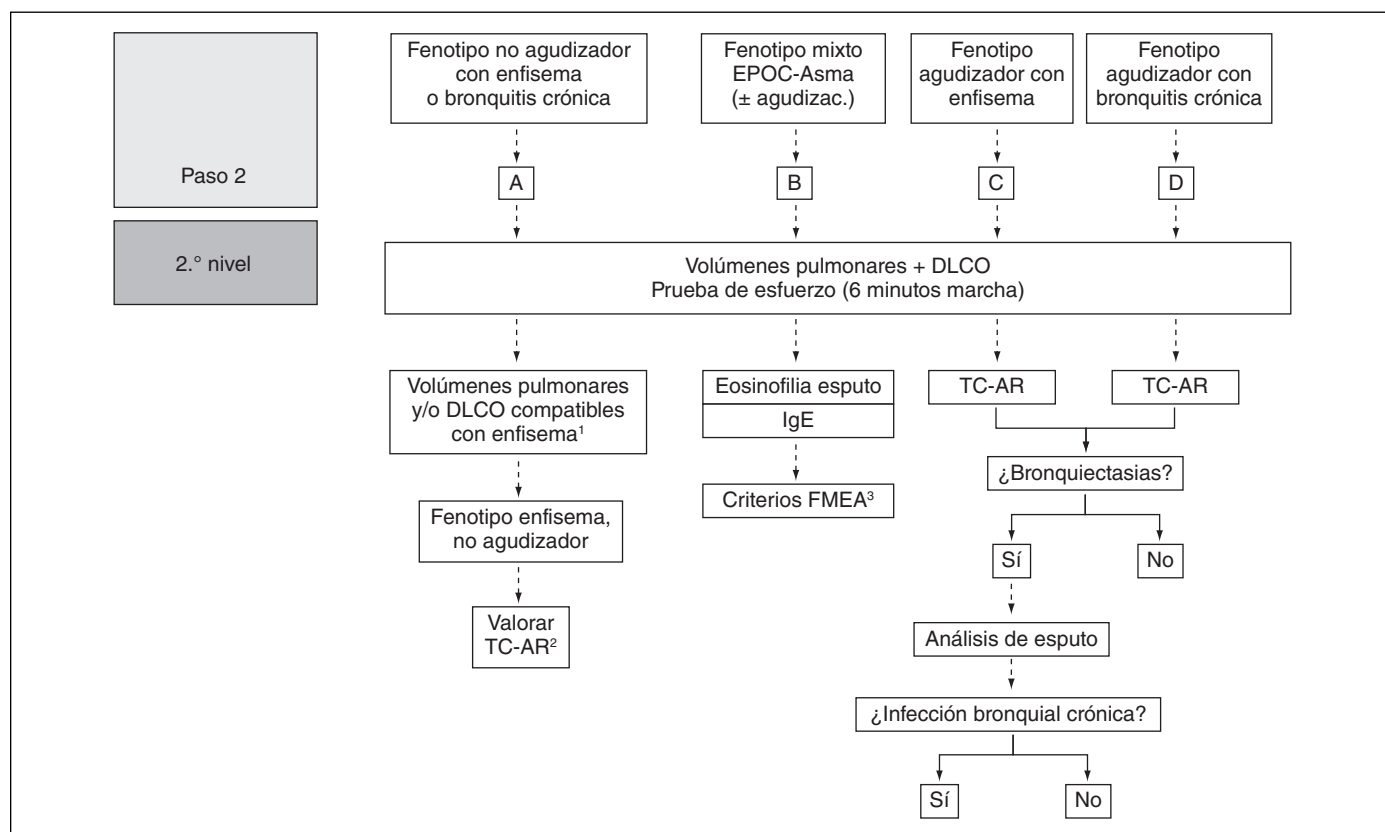 Fenotipo no agudizador
con enfisema
o bronquitis crónica
Fenotipo mixto
EPOC-Asma
(± agudizac.)
Fenotipo
agudizador con
enfisema
Fenotipo
agudizador con
bronquitis crónica
Paso 2
A
B
C
D
2.° nivel
Volúmenes pulmonares + DLCO
Prueba de esfuerzo (6 minutos marcha)
Volúmenes pulmonares
y/o DLCO compatibles
con enfisema¹
Eosinofilia esputo
IgE
TC-AR
TC-AR
¿Bronquiectasias?
Criterios FMEA³
Fenotipo enfisema,
no agudizador
Sí
No
Valorar
TC-AR²
Análisis de esputo
¿Infección bronquial crónica?
Sí
No